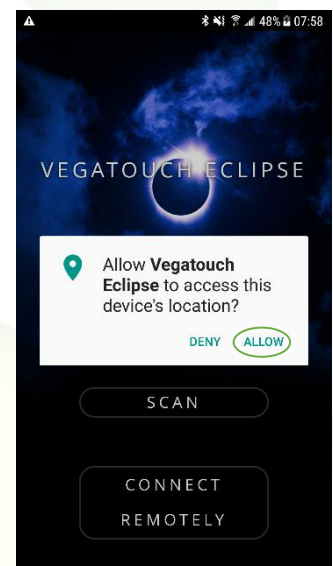 48% 07:58
VEGATOUCH ECLIPSE
Allow Vegatouch
Eclipse to access this
device's location?
DENY ALLOW
SCAN
CONNECT
REMOTELY